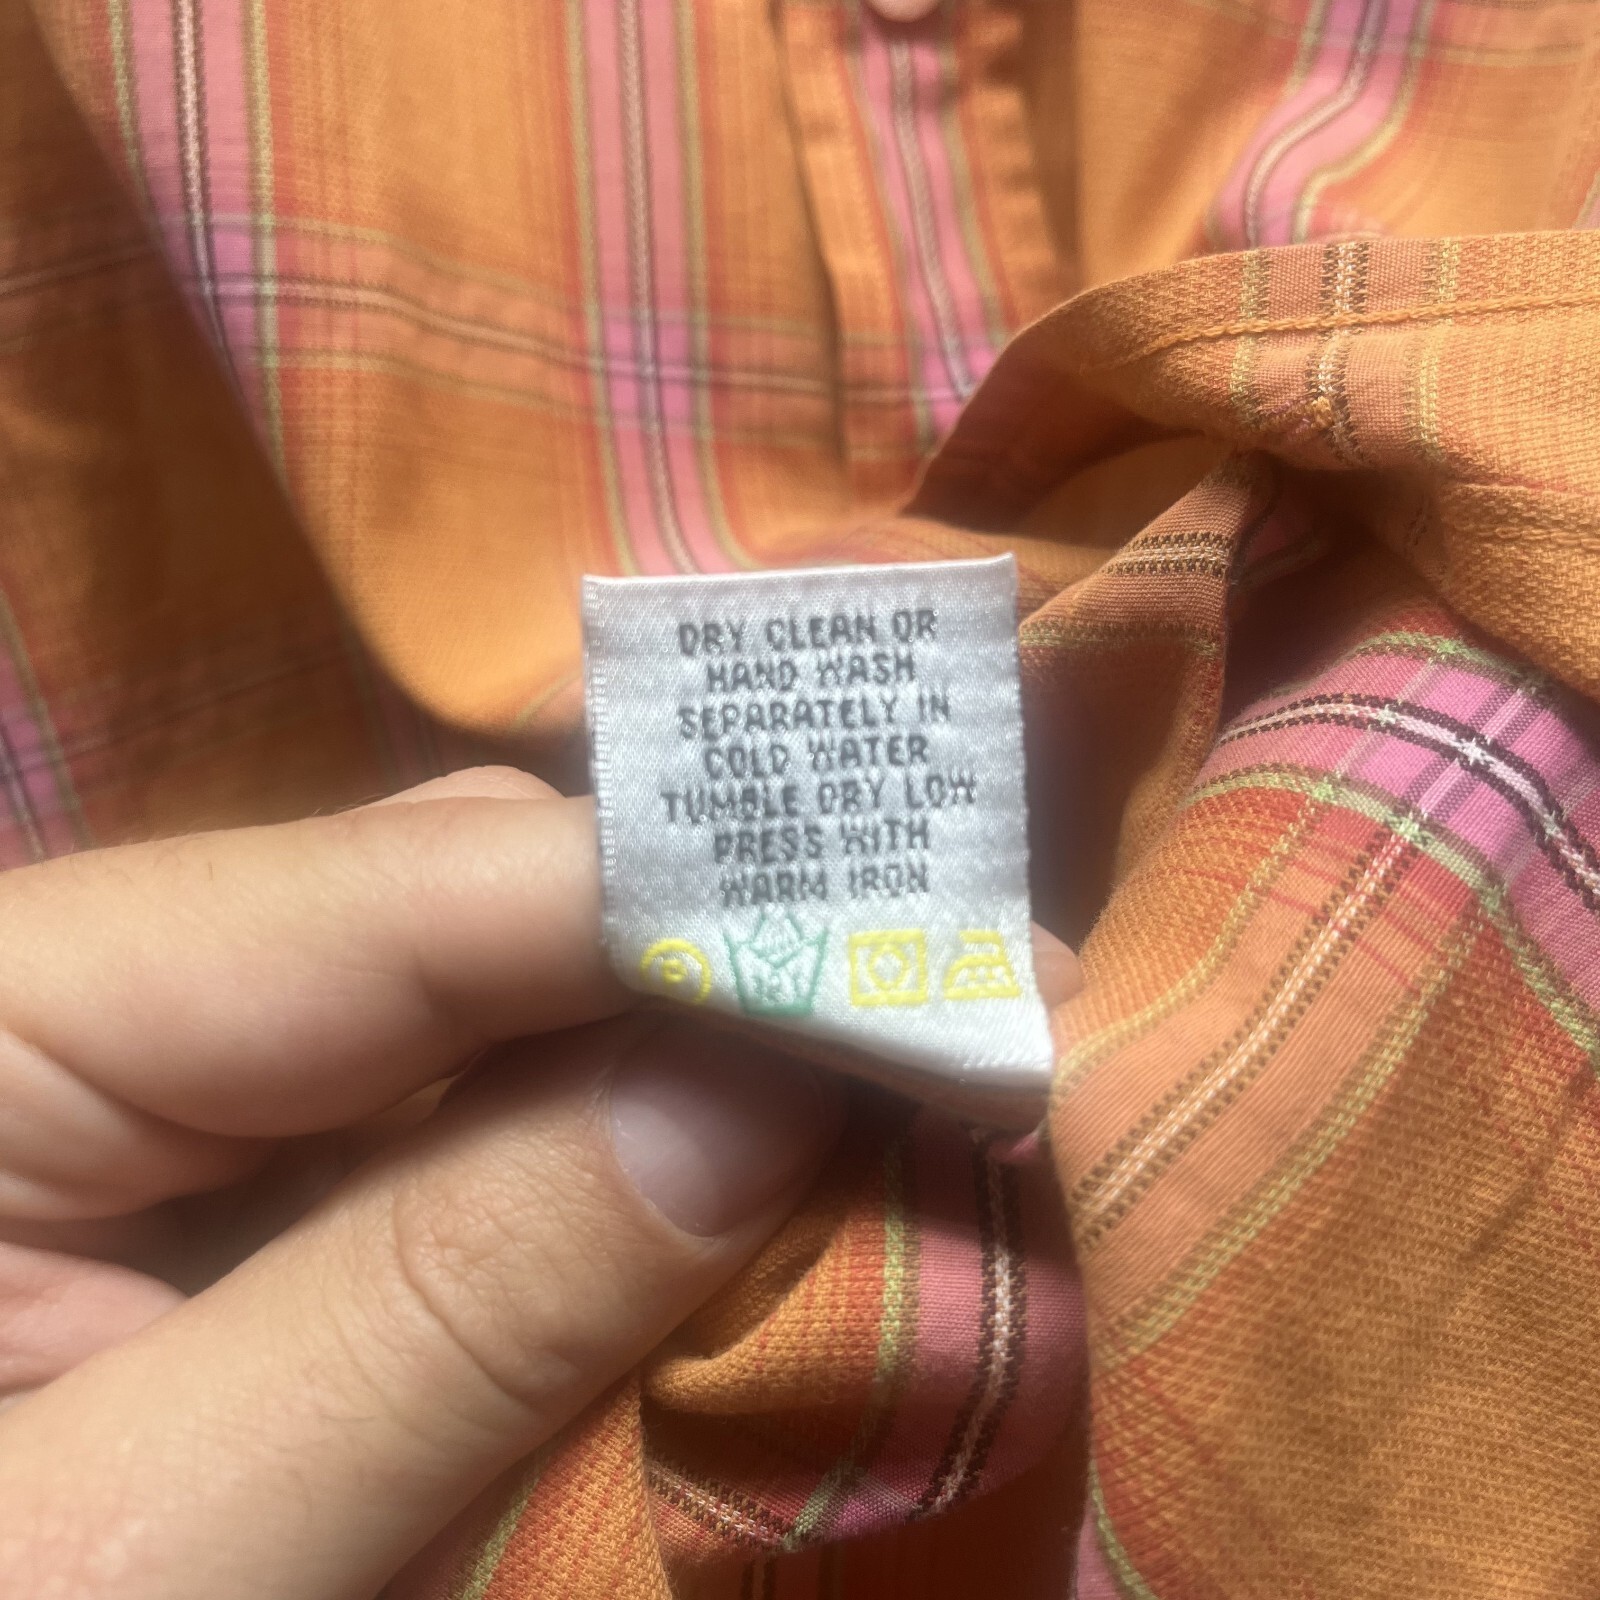 DRY CLEAN OR
HAND WASH
SEPARATELY IN
COLD WATER
TUMBLE DRY LOW
PRESS WITH
WARM IRON